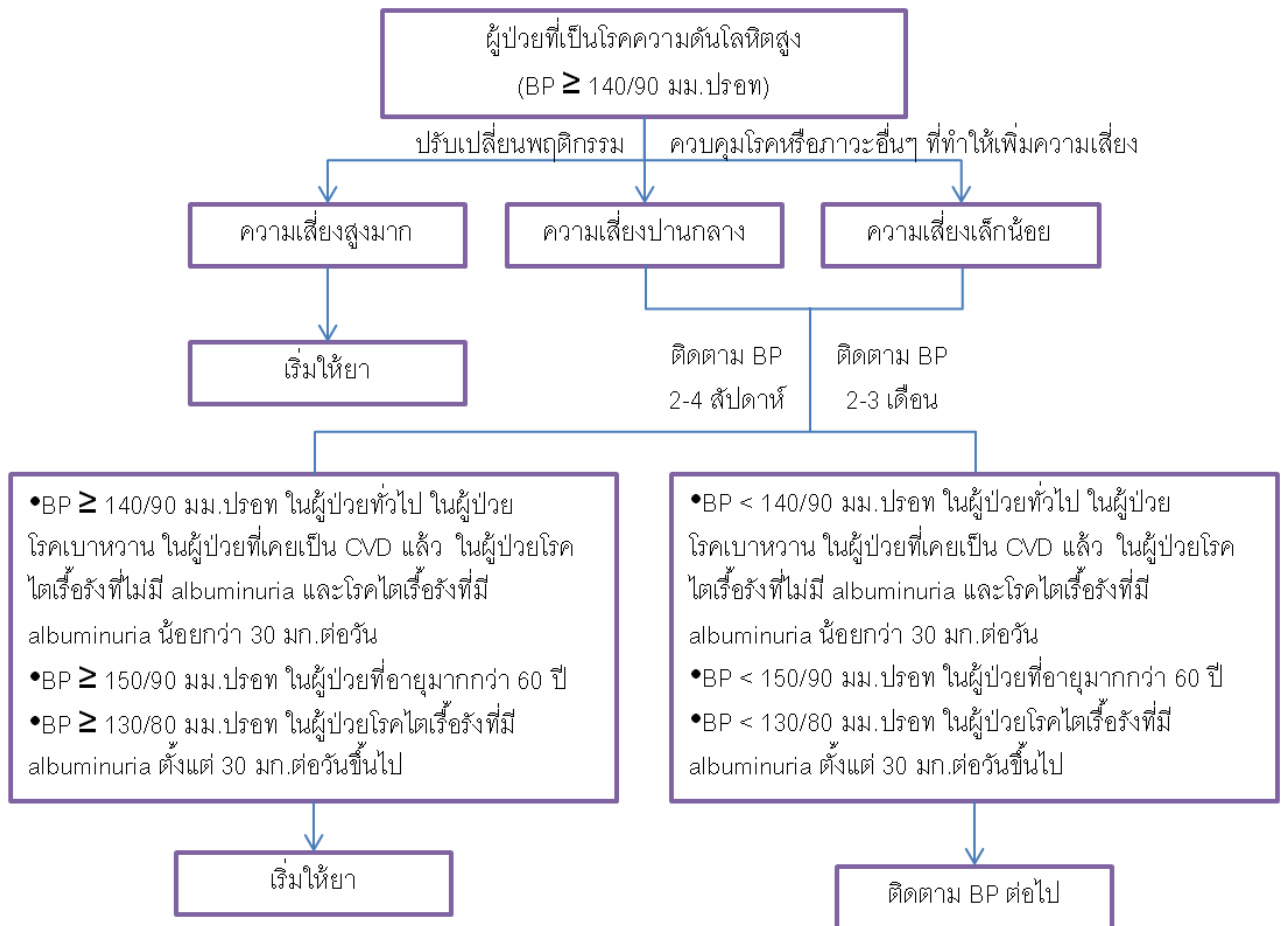 ผู้ป่วยที่เป็นโรคความดันโลหิตสูง
(BP ≥ 140/90 มม.ปรอท)
ปรับเปลี่ยนพฤติกรรม
ควบคุมโรคหรือภาวะอื่นๆ ที่ทำให้เพิ่มความเสี่ยง
ความเสี่ยงสูงมาก
ความเสี่ยงปานกลาง
ความเสี่ยงเล็กน้อย
เริ่มให้ยา
ติดตาม BP
2-4 สัปดาห์
ติดตาม BP
2-3 เดือน
•BP ≥ 140/90 มม.ปรอท ในผู้ป่วยทั่วไป ในผู้ป่วย
โรคเบาหวาน ในผู้ป่วยที่เคยเป็น CVD แล้ว ในผู้ป่วยโรค
ไตเรื้อรังที่ไม่มี albuminuria และโรคไตเรื้อรังที่มี
albuminuria น้อยกว่า 30 มก.ต่อวัน
•BP ≥ 150/90 มม.ปรอท ในผู้ป่วยที่อายุมากกว่า 60 ปี
•BP ≥ 130/80 มม.ปรอท ในผู้ป่วยโรคไตเรื้อรังที่มี
albuminuria ตั้งแต่ 30 มก.ต่อวันขึ้นไป
•BP < 140/90 มม.ปรอท ในผู้ป่วยทั่วไป ในผู้ป่วย
โรคเบาหวาน ในผู้ป่วยที่เคยเป็น CVD แล้ว ในผู้ป่วยโรค
ไตเรื้อรังที่ไม่มี albuminuria และโรคไตเรื้อรังที่มี
albuminuria น้อยกว่า 30 มก.ต่อวัน
•BP < 150/90 มม.ปรอท ในผู้ป่วยที่อายุมากกว่า 60 ปี
•BP < 130/80 มม.ปรอท ในผู้ป่วยโรคไตเรื้อรังที่มี
albuminuria ตั้งแต่ 30 มก.ต่อวันขึ้นไป
เริ่มให้ยา
ติดตาม BP ต่อไป